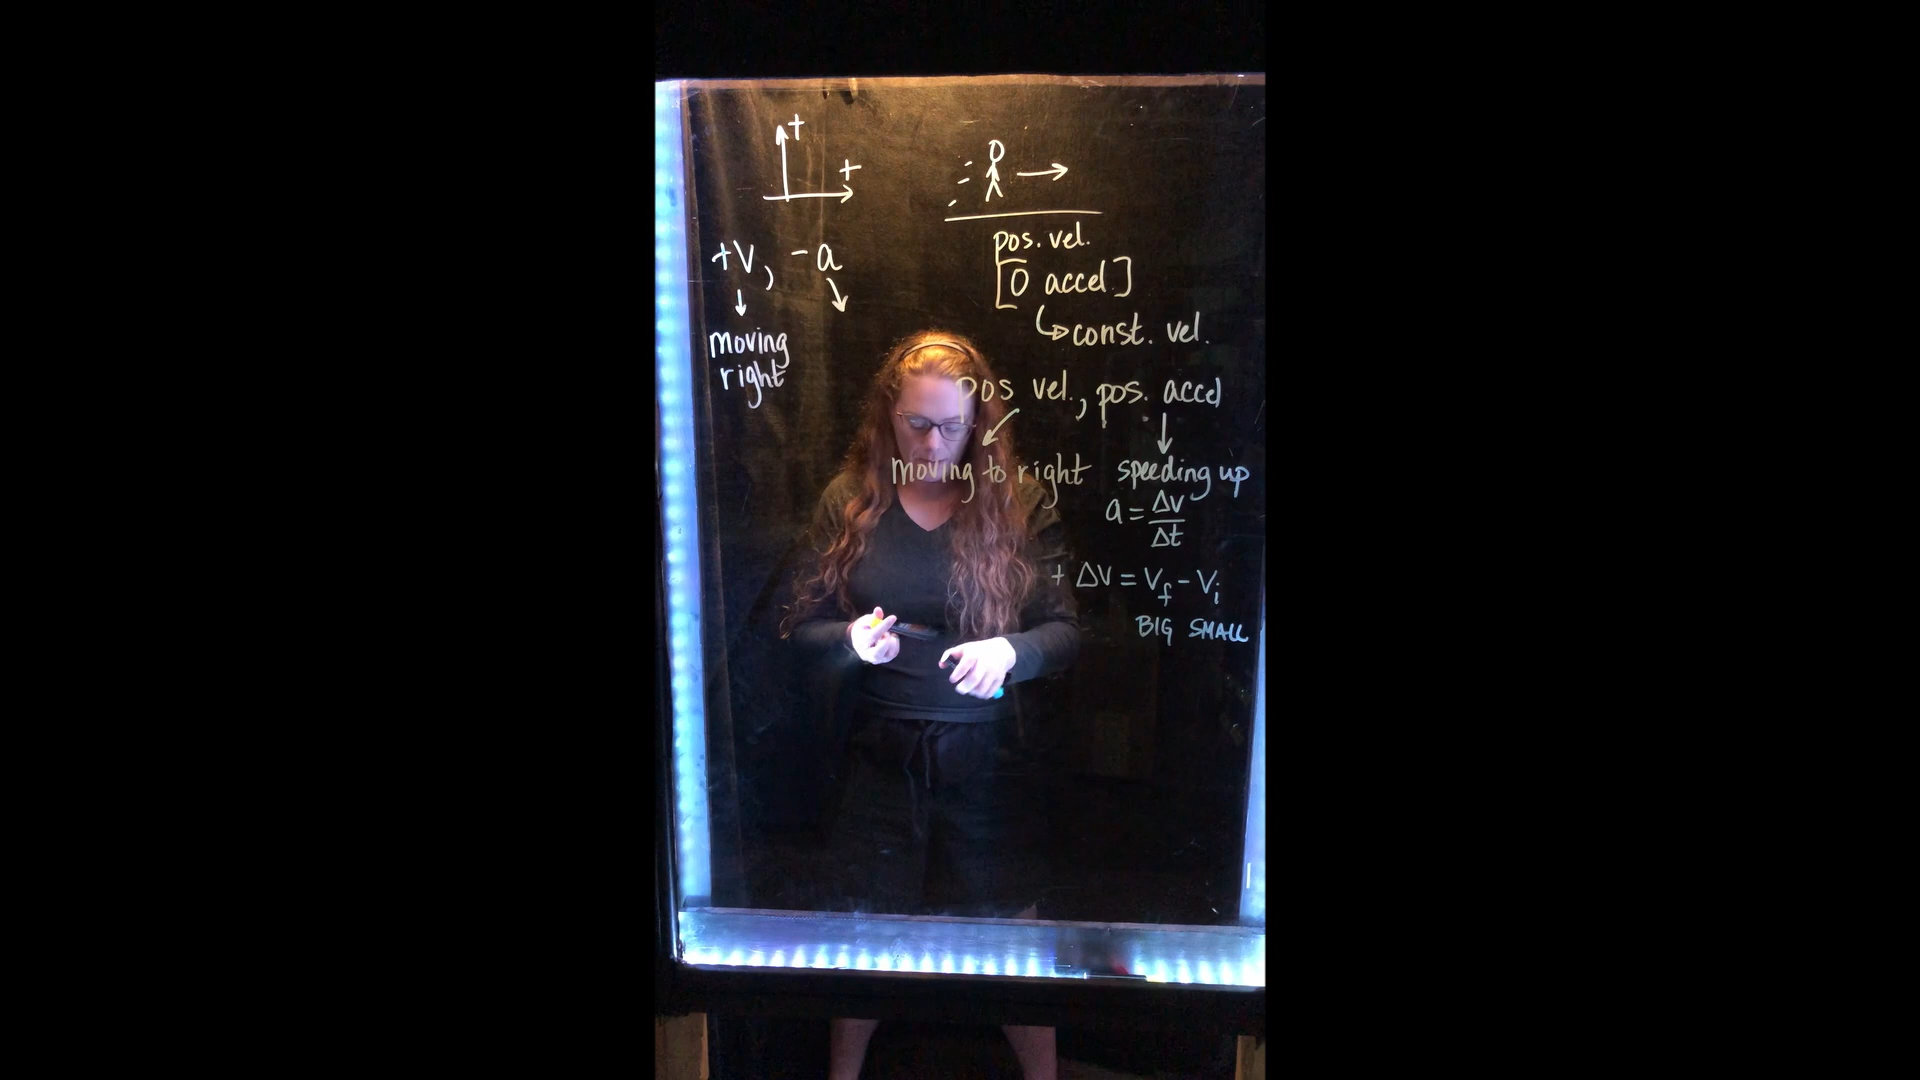 +
+
+V, -a
↓ ↘
moving
right
→
pos. vel.
[0 accel.]
↳ const. vel.
pos vel., pos. accel
↙ ↓
moving to right speeding up
a = Δv/Δt
+ Δv = Vf - Vi
BIG SMALL